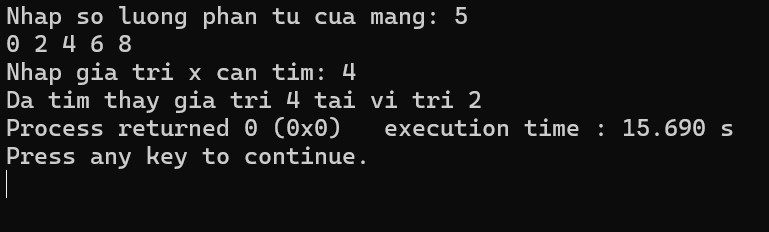 Nhap so luong phan tu cua mang: 5
0 2 4 6 8
Nhap gia tri x can tim: 4
Da tim thay gia tri 4 tai vi tri 2
Process returned 0 (0x0)   execution time : 15.690 s
Press any key to continue.